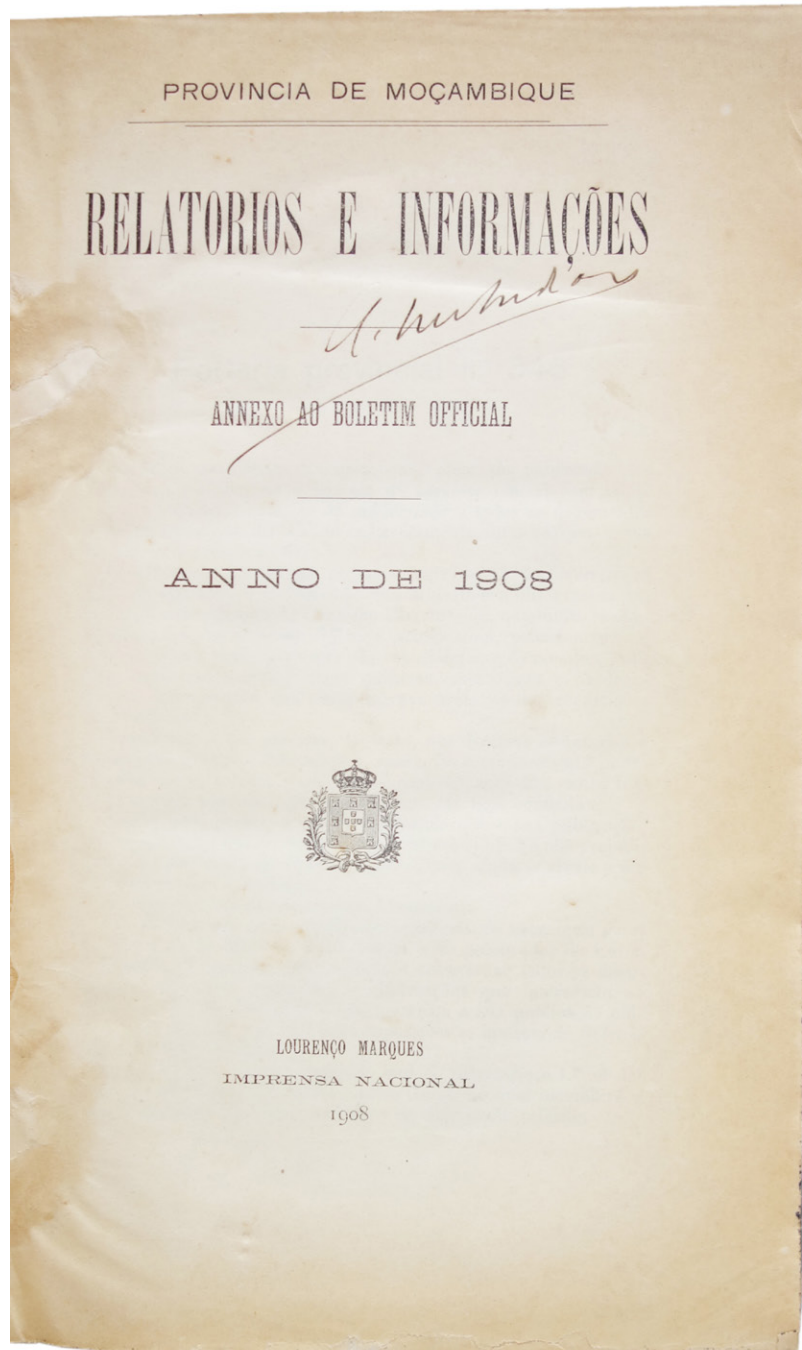 PROVINCIA DE MOÇAMBIQUE
RELATORIOS E INFORMAÇÕES
ANNEXO AO BOLETIM OFFICIAL
ANNO DE 1908
LOURENÇO MARQUES
IMPRENSA NACIONAL
1908